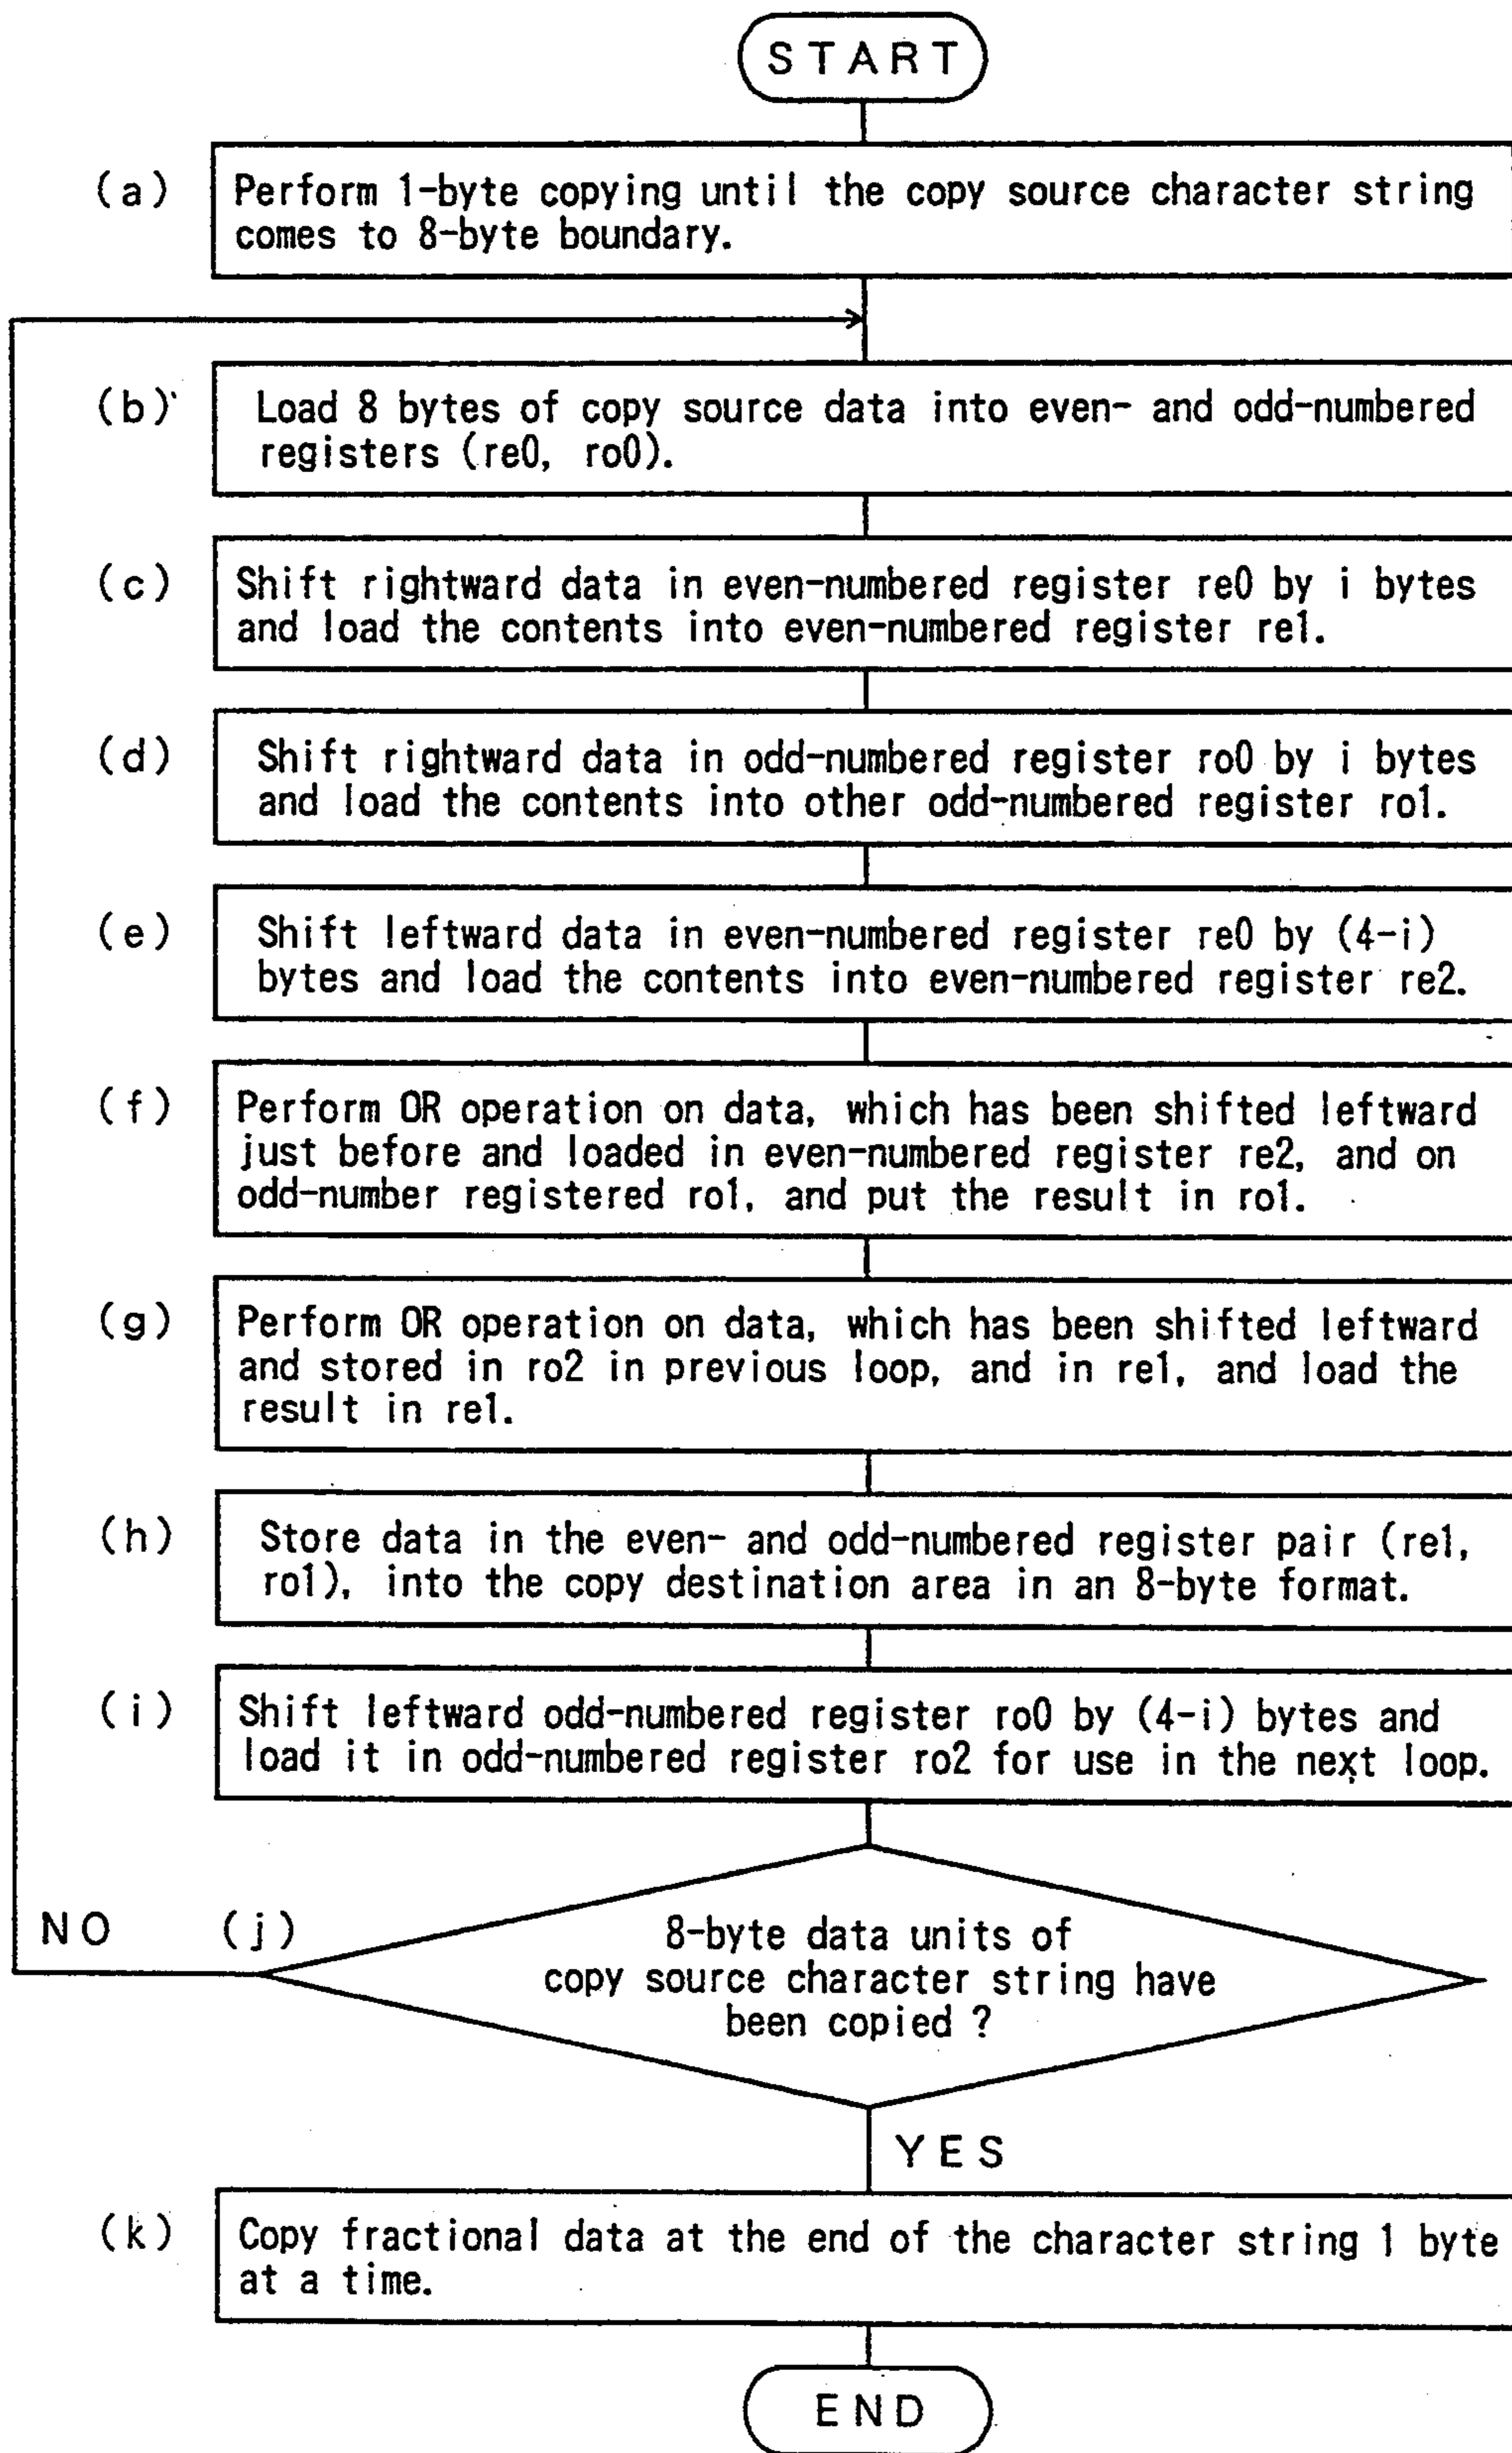 START
(a)
Perform 1-byte copying until the copy source character string
comes to 8-byte boundary.
(b)
Load 8 bytes of copy source data into even- and odd-numbered
registers (re0, ro0).
(c)
Shift rightward data in even-numbered register re0 by i bytes
and load the contents into even-numbered register re1.
(d)
Shift rightward data in odd-numbered register ro0 by i bytes
and load the contents into other odd-numbered register ro1.
(e)
Shift leftward data in even-numbered register re0 by (4-i)
bytes and load the contents into even-numbered register re2.
(f)
Perform OR operation on data, which has been shifted leftward
just before and loaded in even-numbered register re2, and on
odd-number registered ro1, and put the result in ro1.
(g)
Perform OR operation on data, which has been shifted leftward
and stored in ro2 in previous loop, and in re1, and load the
result in re1.
(h)
Store data in the even- and odd-numbered register pair (re1,
ro1), into the copy destination area in an 8-byte format.
(i)
Shift leftward odd-numbered register ro0 by (4-i) bytes and
load it in odd-numbered register ro2 for use in the next loop.
NO
(j)
8-byte data units of
copy source character string have
been copied ?
YES
(k)
Copy fractional data at the end of the character string 1 byte
at a time.
END